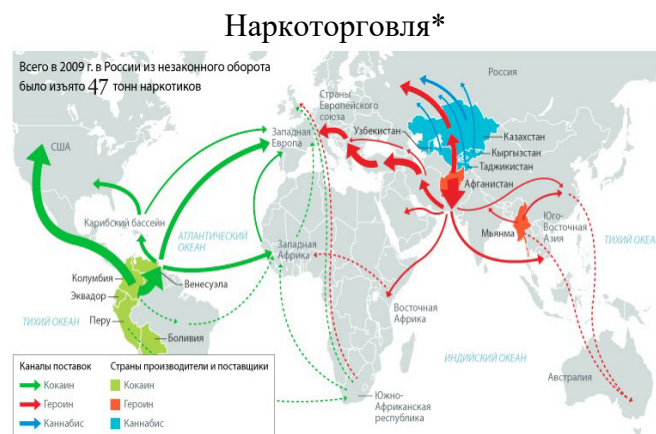 Наркоторговля*
Всего в 2009 г. в России из незаконного оборота
было изъято 47 тонн наркотиков
Россия
Страны
Европейского
союза
Узбекистан
США
Западная
Европа
Казахстан
Кыргызстан
Таджикистан
Афганистан
Карибский бассейн
АТЛАНТИЧЕСКИЙ
ОКЕАН
Западная
Африка
Мьянма
Юго-
Восточная
Азия
ТИХИЙ ОКЕАН
Колумбия
Венесуэла
Эквадор
ТИХИЙ ОКЕАН
Перу
Боливия
Восточная
Африка
ИНДИЙСКИЙ ОКЕАН
Австралия
Южно-
Африканская
республика
Каналы поставок
Страны производители и поставщики
Кокаин
Кокаин
Героин
Героин
Каннабис
Каннабис